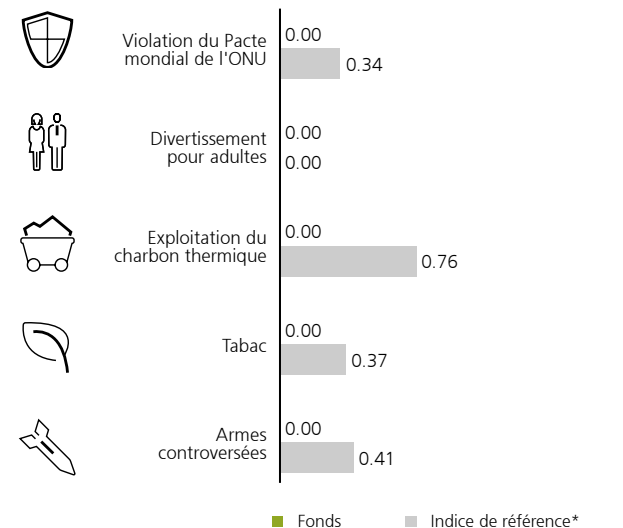 Violation du Pacte
mondial de l'ONU
0.00
0.34
Divertissement
pour adultes
0.00
0.00
Exploitation du
charbon thermique
0.00
0.76
Tabac
0.00
0.37
Armes
controversées
0.00
0.41
Fonds
Indice de référence*